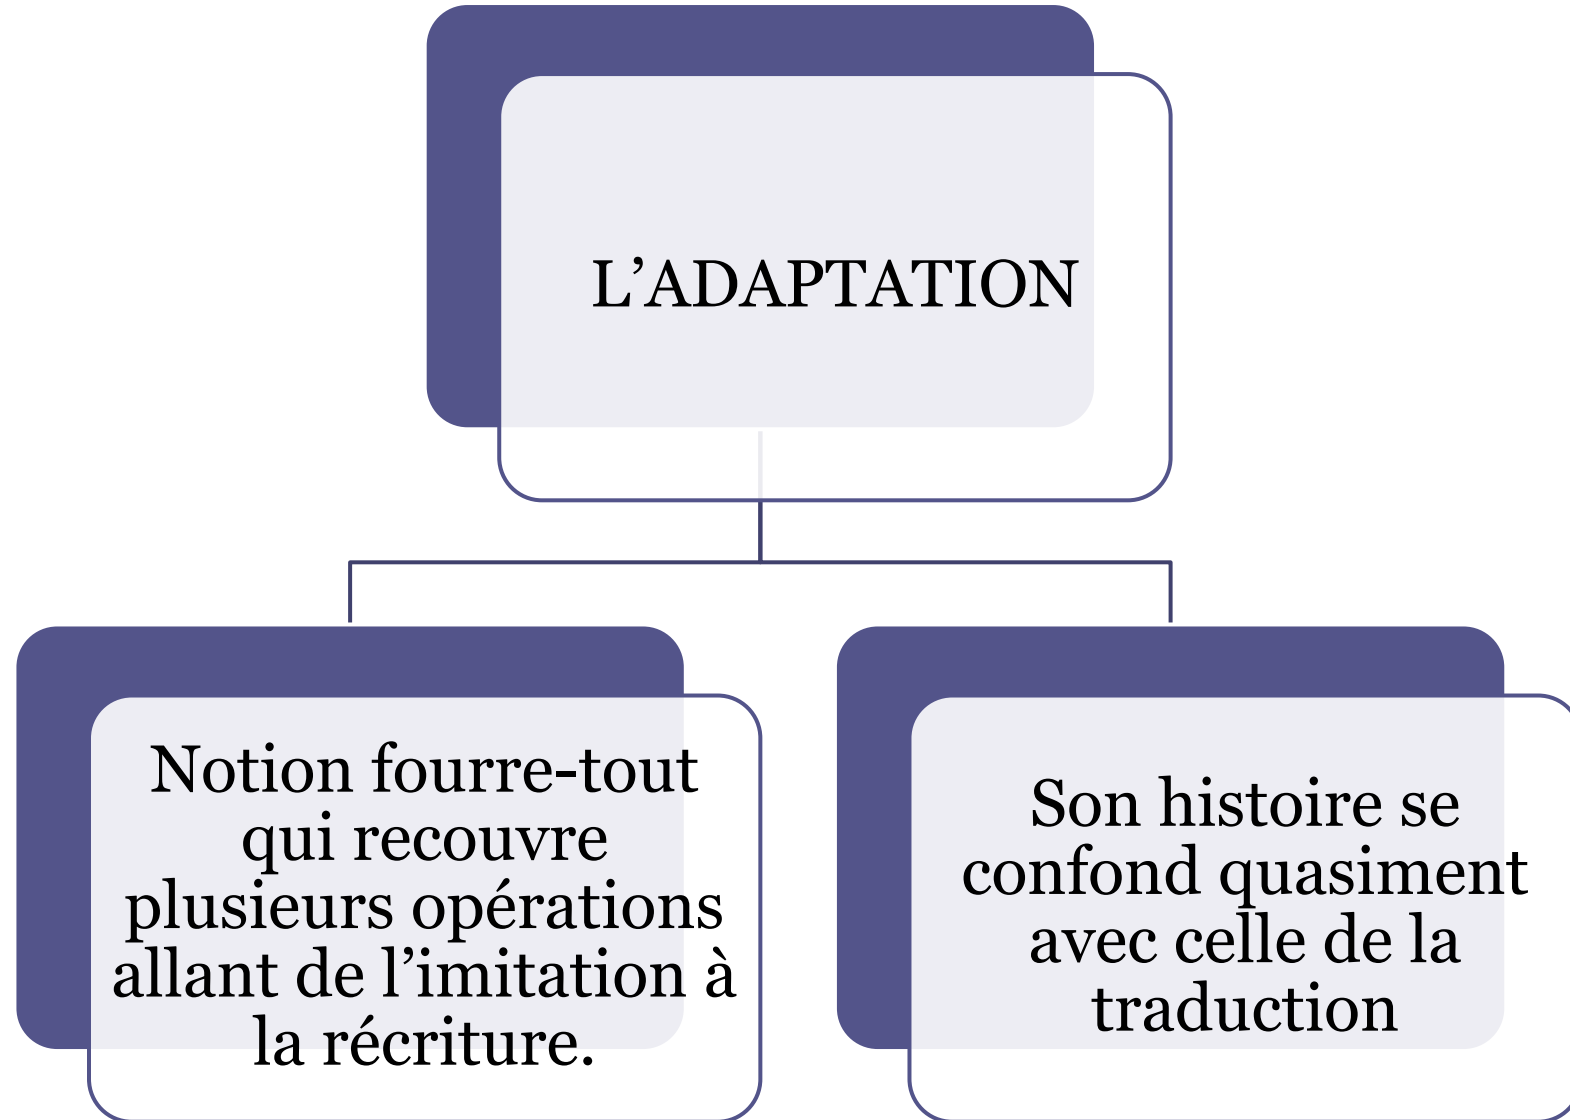 L’ADAPTATION
Notion fourre-tout
qui recouvre
plusieurs opérations
allant de l’imitation à
la récriture.
Son histoire se
confond quasiment
avec celle de la
traduction